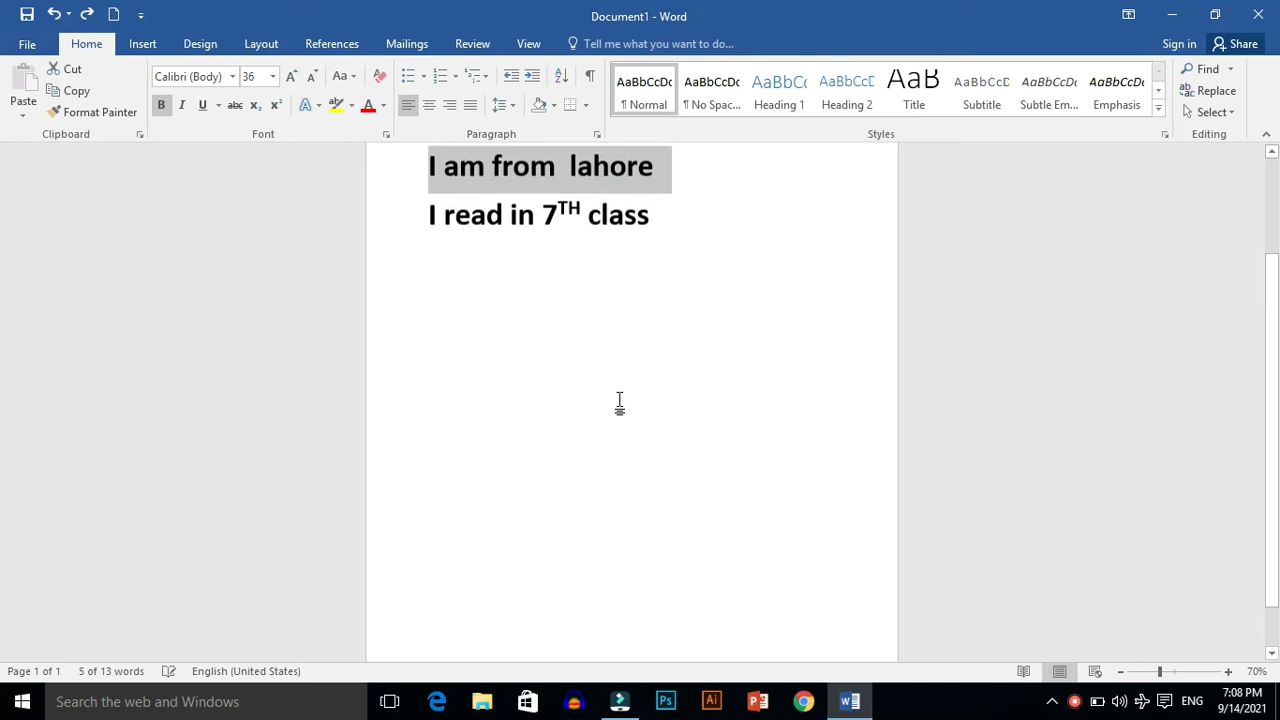 Document1 - Word
File Home Insert Design Layout References Mailings Review View Tell me what you want to do... Sign in Share
Paste
Cut
Copy
Format Painter
Clipboard
Calibri (Body) 36
Font
Paragraph
AaBbCcDc AaBbCcDc AaBbCc AaBbCcD AaB AaBbCcD AaBbCcDc AaBbCcDc
¶ Normal ¶ No Spac... Heading 1 Heading 2 Title Subtitle Subtle Em... Emphasis
Styles
Find
Replace
Select
Editing
I am from  lahore
I read in 7TH class
Page 1 of 1 5 of 13 words English (United States) 70%
Search the web and Windows
ENG
7:08 PM
9/14/2021